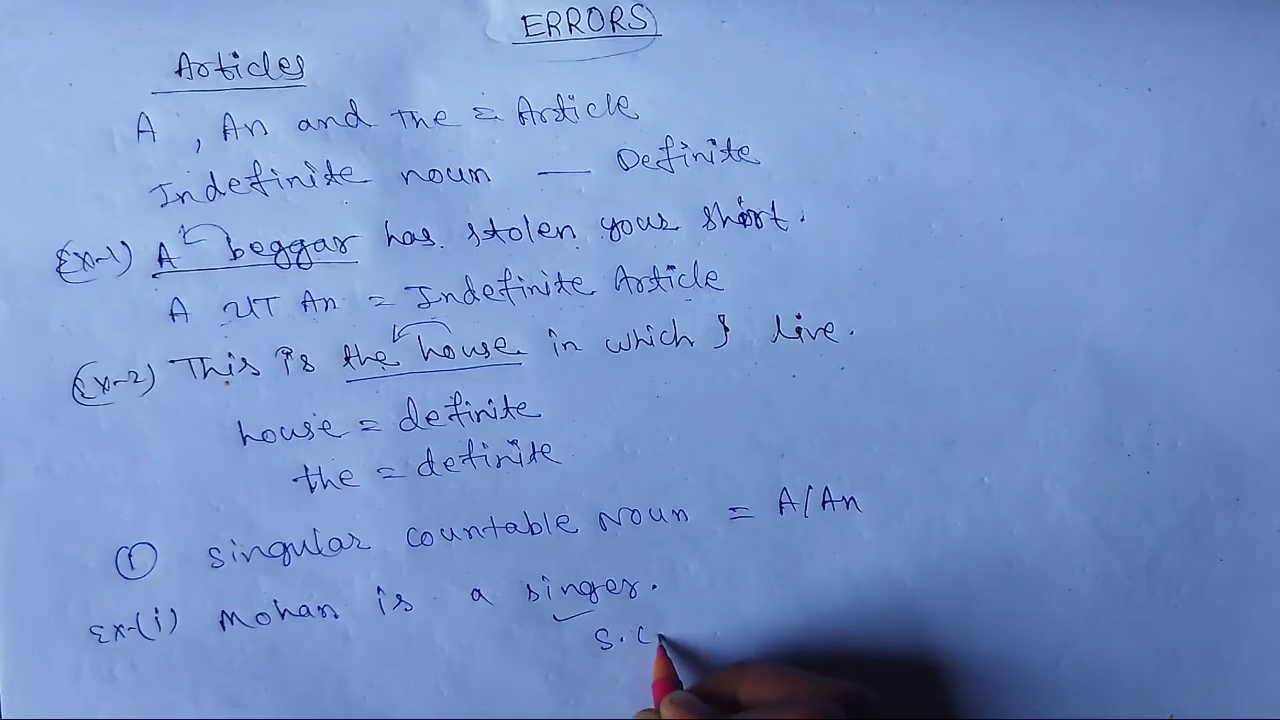 ERRORS
Articles
A, An and The = Article
Indefinite noun — Definite
Ex-1) A beggar has stolen your shirt.
A या An = Indefinite Article
Ex-2) This is the house in which I live.
house = definite
the = definite
① singular countable Noun = A/An
Ex-(i) Mohan is a singer.
S.C